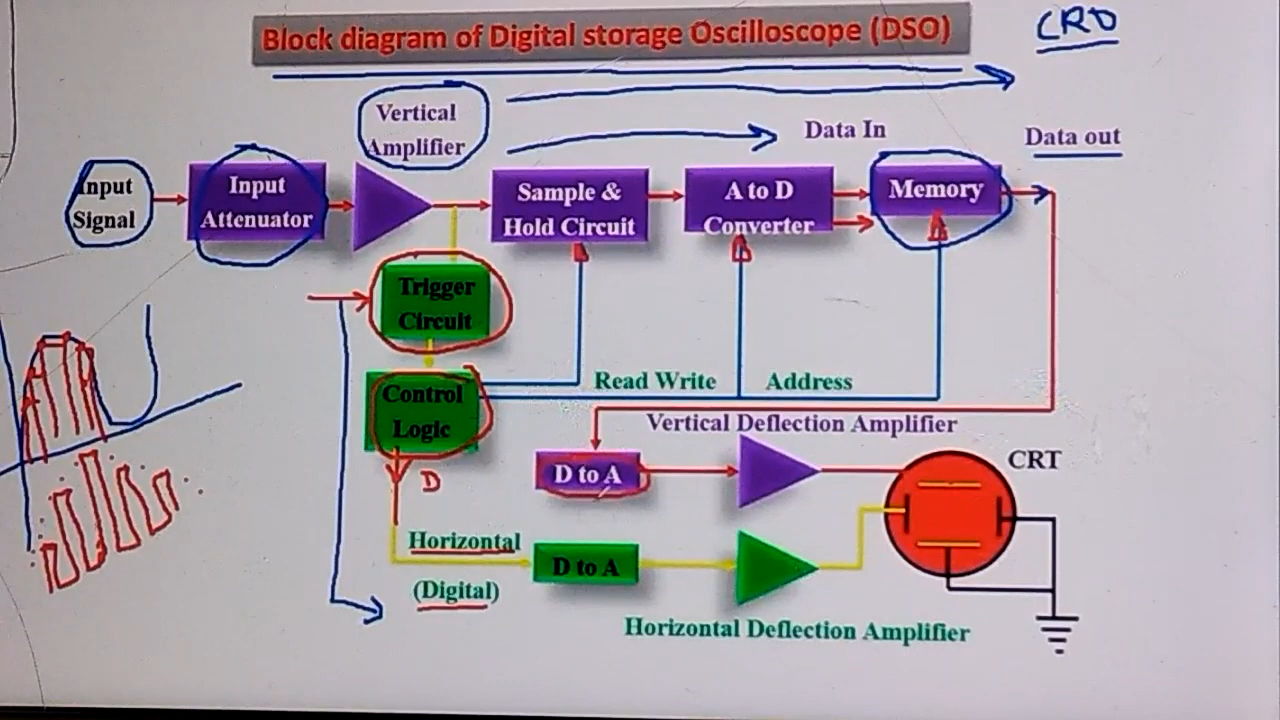 Block diagram of Digital storage Oscilloscope (DSO)
CRO
Vertical
Amplifier
Data In
Data out
Input
Signal
Input
Attenuator
Sample &
Hold Circuit
A to D
Converter
Memory
Trigger
Circuit
Control
Logic
Read Write
Address
Vertical Deflection Amplifier
D to A
CRT
D
Horizontal
(Digital)
D to A
Horizontal Deflection Amplifier